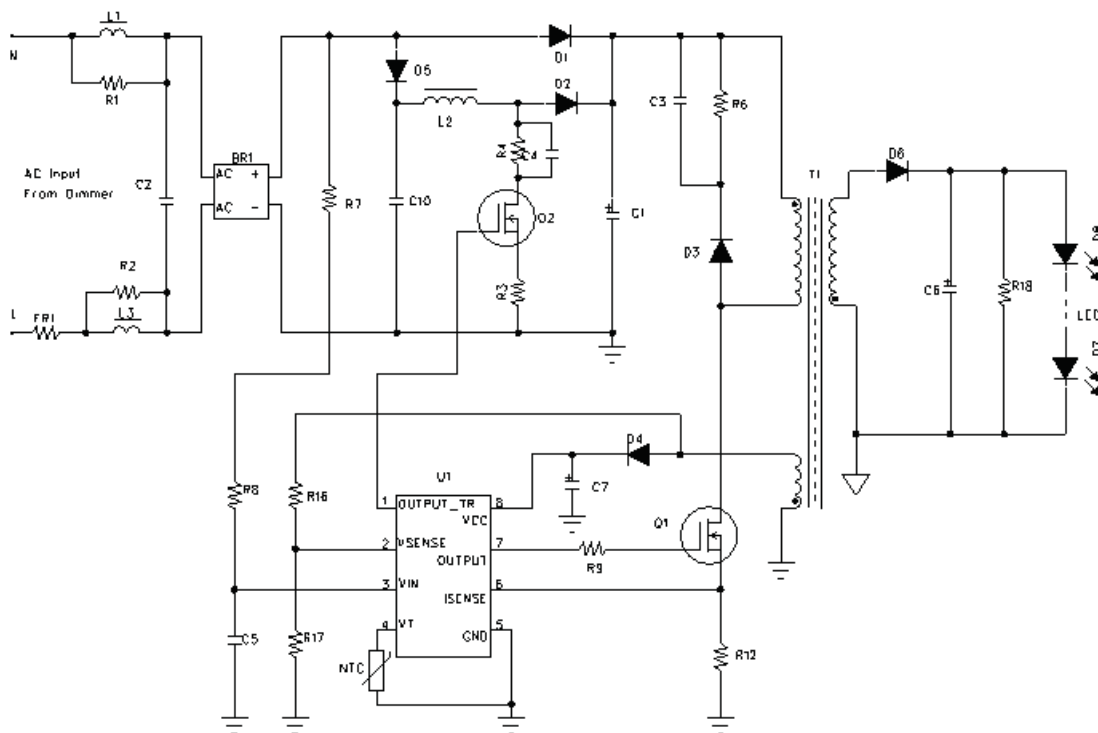 L1
N
R1
AC Input
From Dimmer
C2
BR1
AC +
AC -
R2
L
FR1
L3
R7
D5
L2
C10
D1
D2
R4
C4
Q2
R3
C1
C3
R6
D3
T1
D6
C6
R18
LED
R8
R16
U1
D4
C7
1 OUTPUT_TR
8 VCC
2 VSENSE
7 OUTPUT
3 VIN
6 ISENSE
4 VT
5 GND
R9
Q1
C5
R17
NTC
R12